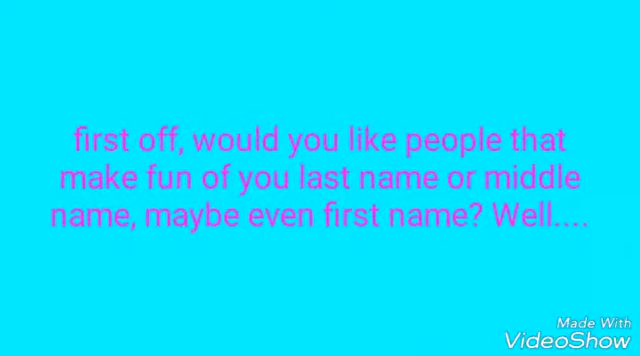 first off, would you like people that
make fun of you last name or middle
name, maybe even first name? Well....
Made With
VideoShow